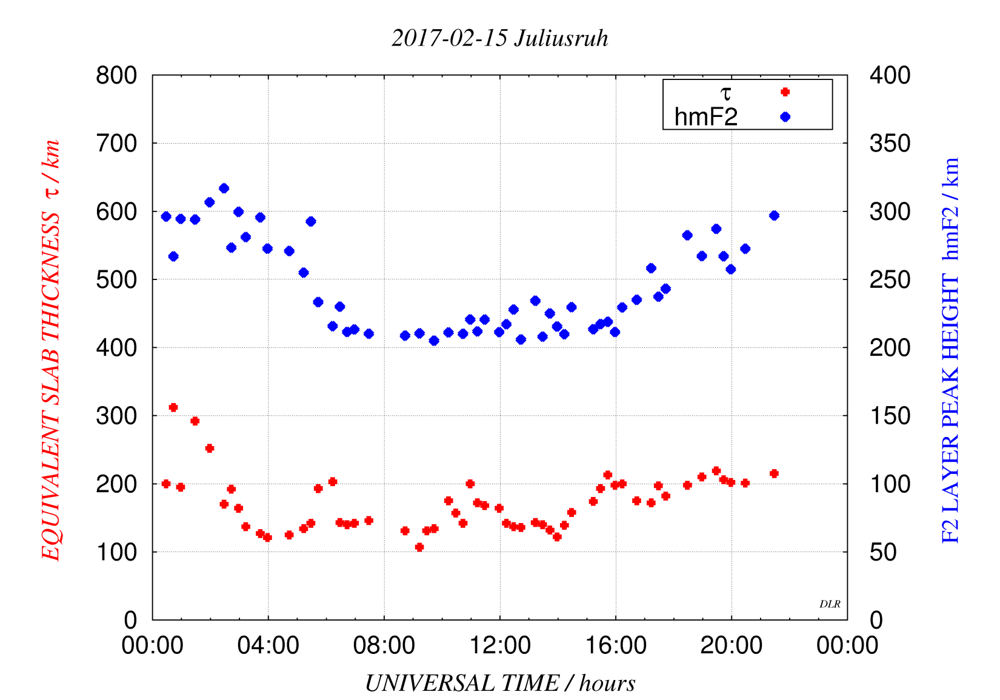 2017-02-15 Juliusruh
800
700
600
500
400
300
200
100
0
400
350
300
250
200
150
100
50
0
τ
hmF2
EQUIVALENT SLAB THICKNESS τ / km
F2 LAYER PEAK HEIGHT hmF2 / km
DLR
00:00 04:00 08:00 12:00 16:00 20:00 00:00
UNIVERSAL TIME / hours